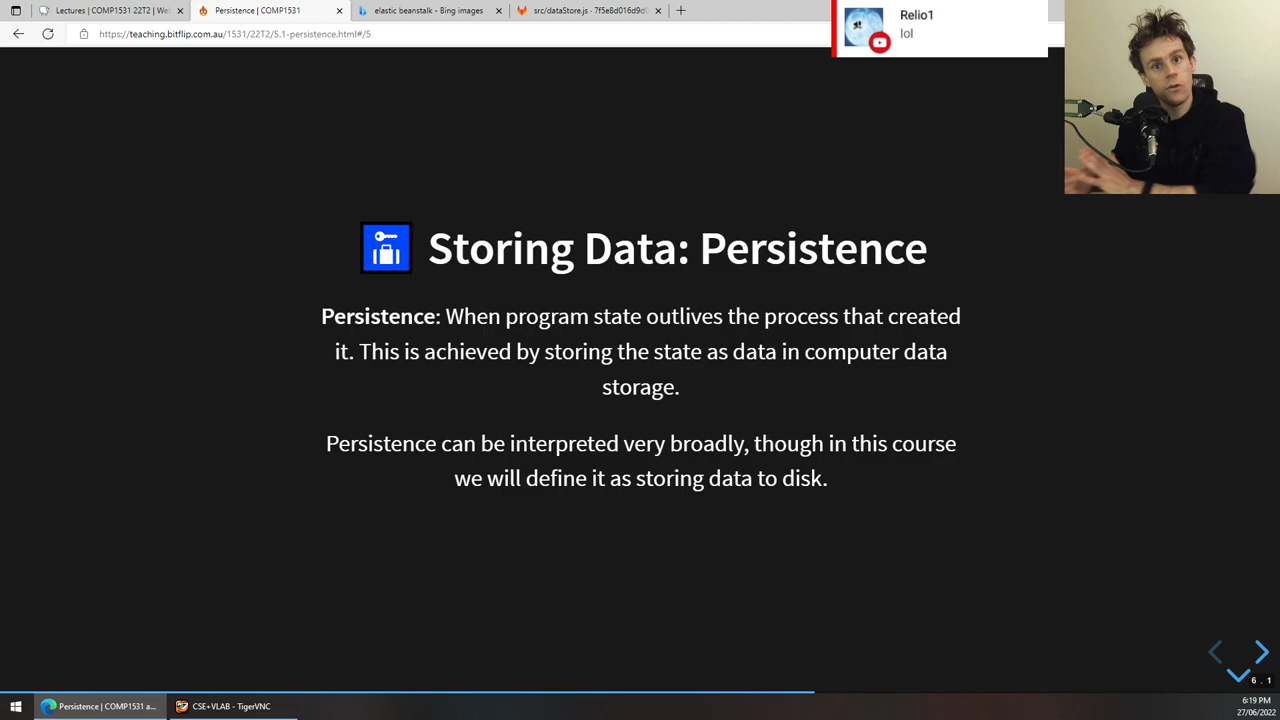 Lectures | COMP1531 22T2 | We
Persistence | COMP1531
elastic beanstalk - Bing images
src/dataStore.js · 7f5e8d016d9d0
https://teaching.bitflip.com.au/1531/22T2/5.1-persistence.html#/5
Relio1
lol
Storing Data: Persistence
Persistence: When program state outlives the process that created
it. This is achieved by storing the state as data in computer data
storage.
Persistence can be interpreted very broadly, though in this course
we will define it as storing data to disk.
6.1
Persistence | COMP1531 a...
CSE+VLAB - TigerVNC
6:19 PM
27/06/2022